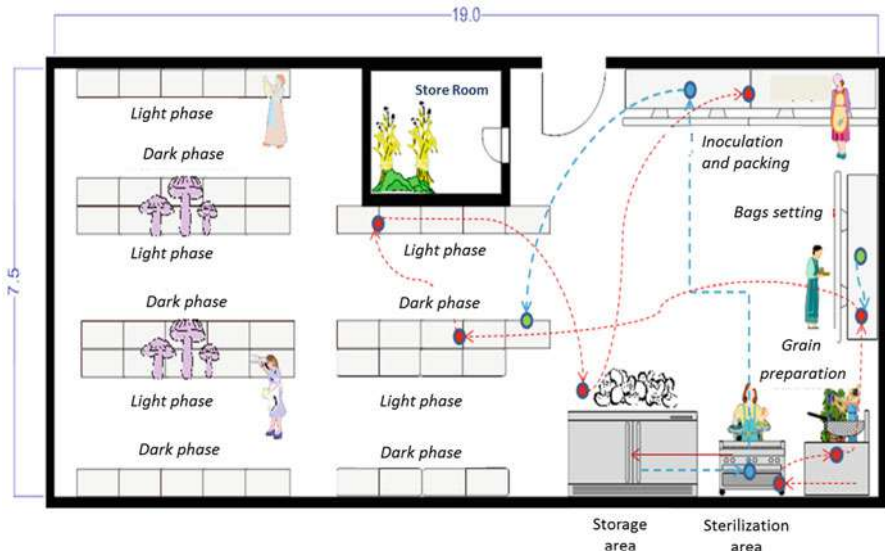 19.0
7.5
Store Room
Light phase
Dark phase
Light phase
Dark phase
Light phase
Dark phase
Light phase
Dark phase
Light phase
Dark phase
Inoculation
and packing
Bags setting
Grain
preparation
Storage
area
Sterilization
area